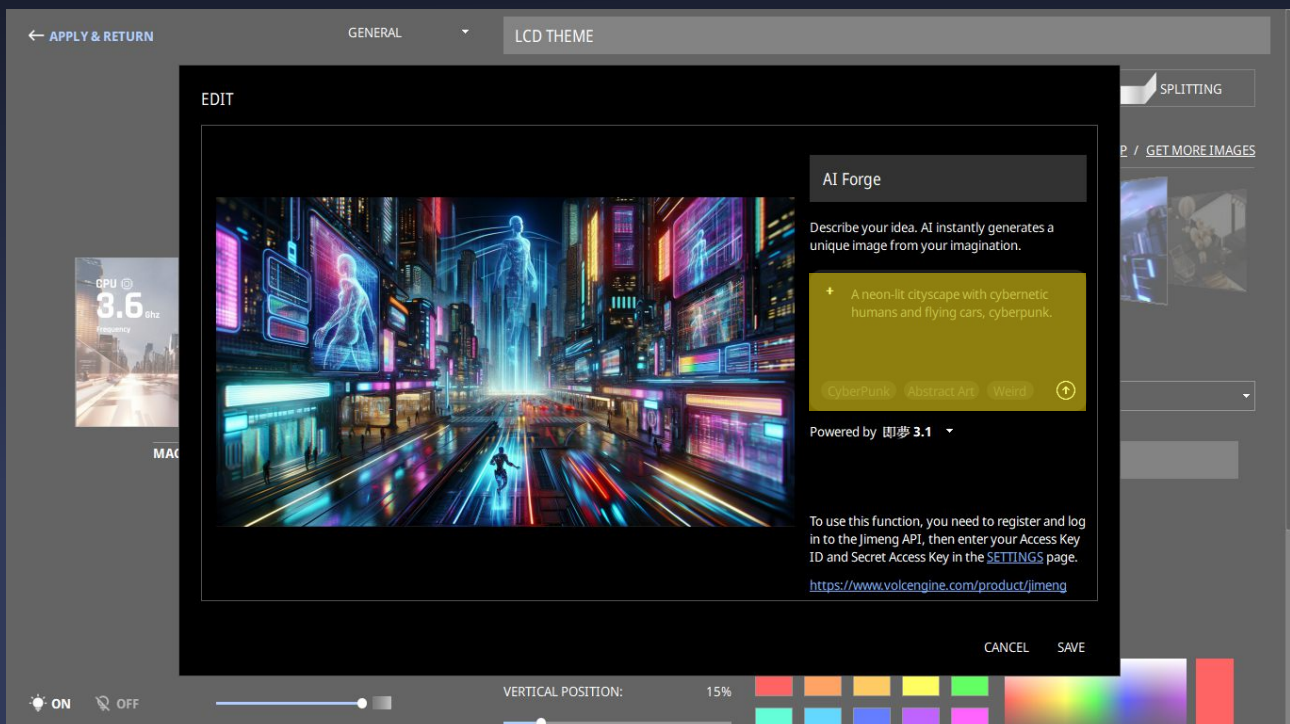 ← APPLY & RETURN
GENERAL
LCD THEME
SPLITTING
EDIT
P / GET MORE IMAGES
AI Forge
Describe your idea. AI instantly generates a
unique image from your imagination.
A neon-lit cityscape with cybernetic
humans and flying cars, cyberpunk.
CyberPunk Abstract Art Weird
Powered by 即夢 3.1
CPU
3.6 Ghz
Frequency
MAG
To use this function, you need to register and log
in to the Jimeng API, then enter your Access Key
ID and Secret Access Key in the SETTINGS page.
https://www.volcengine.com/product/jimeng
CANCEL SAVE
ON OFF
VERTICAL POSITION: 15%